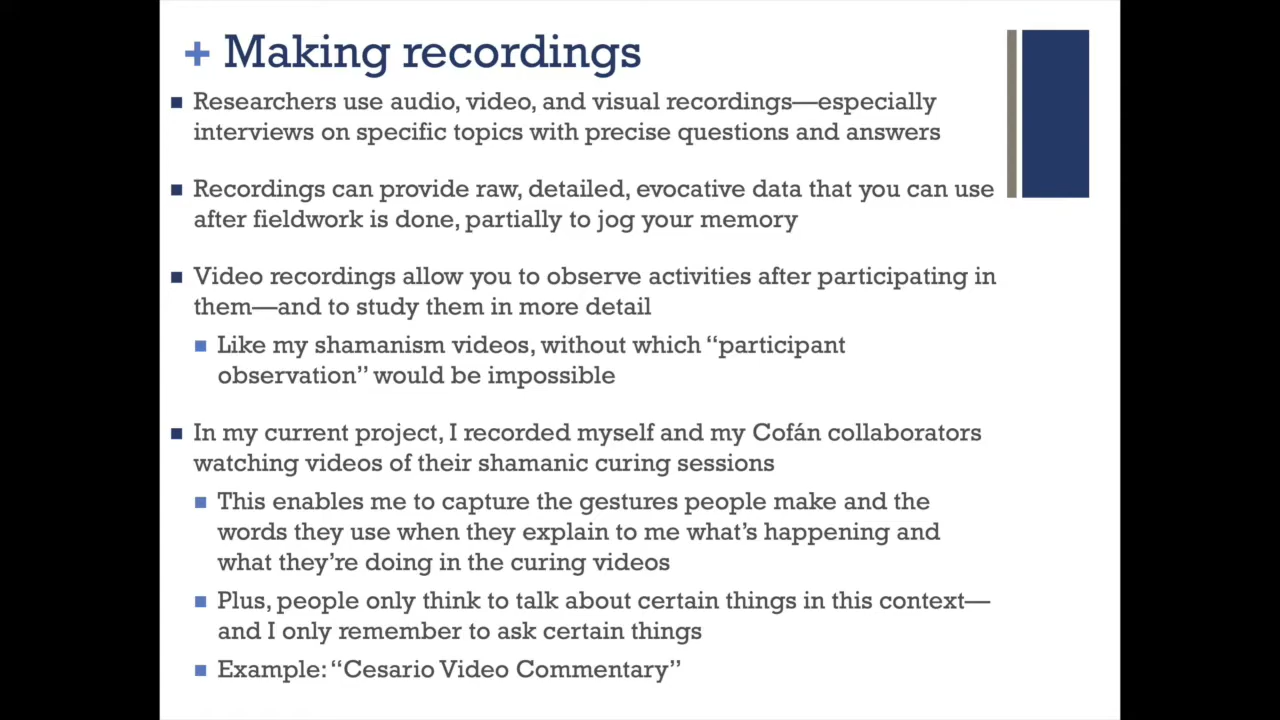 + Making recordings
■ Researchers use audio, video, and visual recordings—especially
interviews on specific topics with precise questions and answers
■ Recordings can provide raw, detailed, evocative data that you can use
after fieldwork is done, partially to jog your memory
■ Video recordings allow you to observe activities after participating in
them—and to study them in more detail
■ Like my shamanism videos, without which “participant
observation” would be impossible
■ In my current project, I recorded myself and my Cofán collaborators
watching videos of their shamanic curing sessions
■ This enables me to capture the gestures people make and the
words they use when they explain to me what’s happening and
what they’re doing in the curing videos
■ Plus, people only think to talk about certain things in this context—
and I only remember to ask certain things
■ Example: “Cesario Video Commentary”